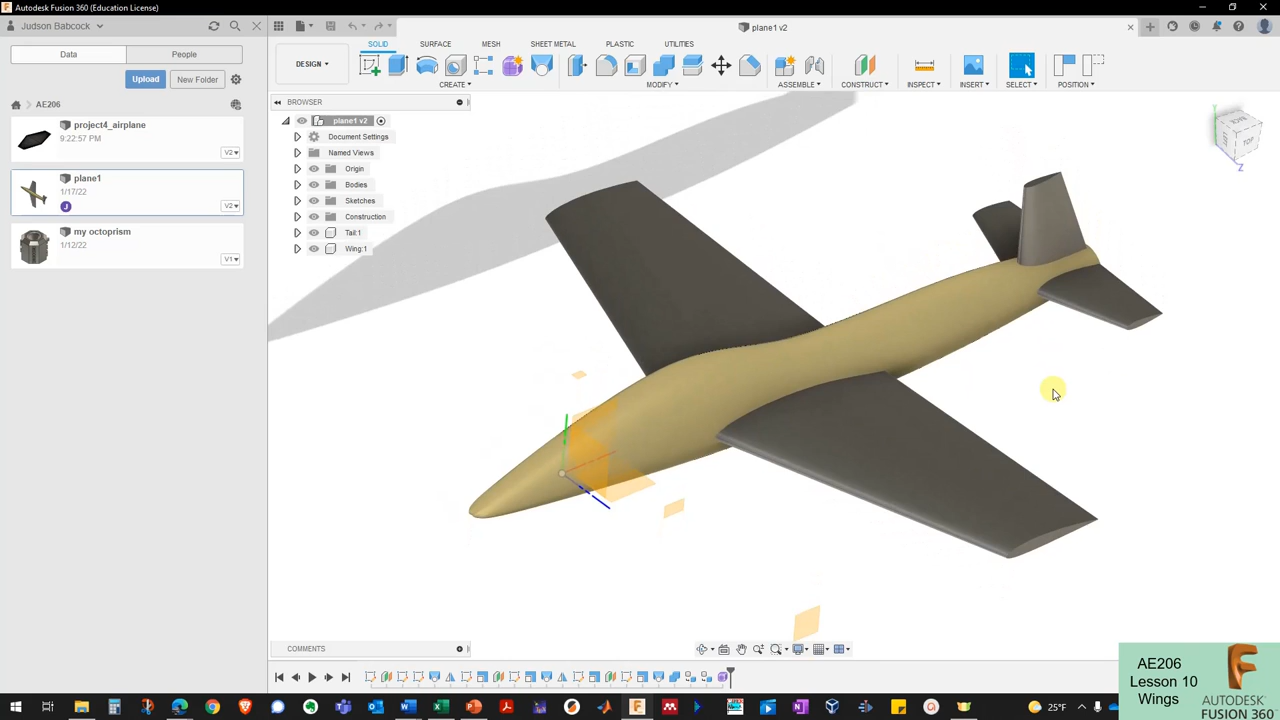 Autodesk Fusion 360 (Education License)
Judson Babcock
plane1 v2
Data
People
Upload
New Folder
AE206
project4_airplane
9:22:57 PM
V2
plane1
1/17/22
J
V2
my octoprism
1/12/22
V1
SOLID
SURFACE
MESH
SHEET METAL
PLASTIC
UTILITIES
DESIGN
CREATE
MODIFY
ASSEMBLE
CONSTRUCT
INSPECT
INSERT
SELECT
POSITION
BROWSER
plane1 v2
Document Settings
Named Views
Origin
Bodies
Sketches
Construction
Tail:1
Wing:1
TOP
Z
COMMENTS
AE206
Lesson 10
Wings
AUTODESK
FUSION 360
25°F